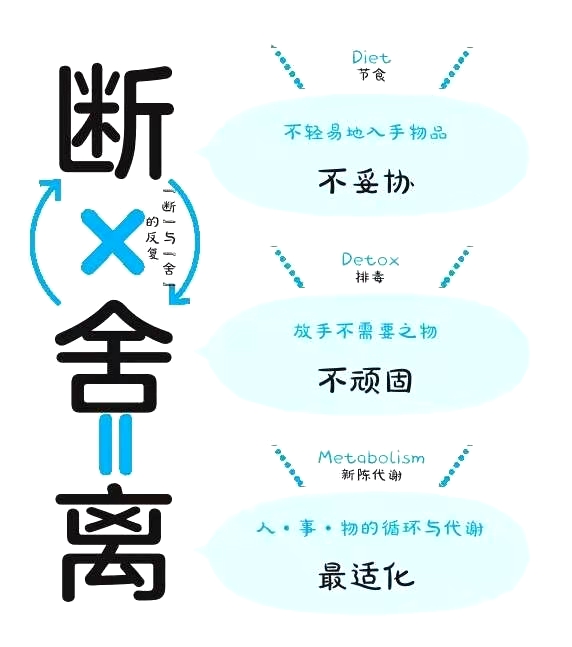 断
Diet
节食
不轻易地入手物品
不妥协
×
『断』与『舍』
的反复
Detox
排毒
放手不需要之物
不顽固
舍
=
Metabolism
新陈代谢
人・事・物的循环与代谢
最适化
离